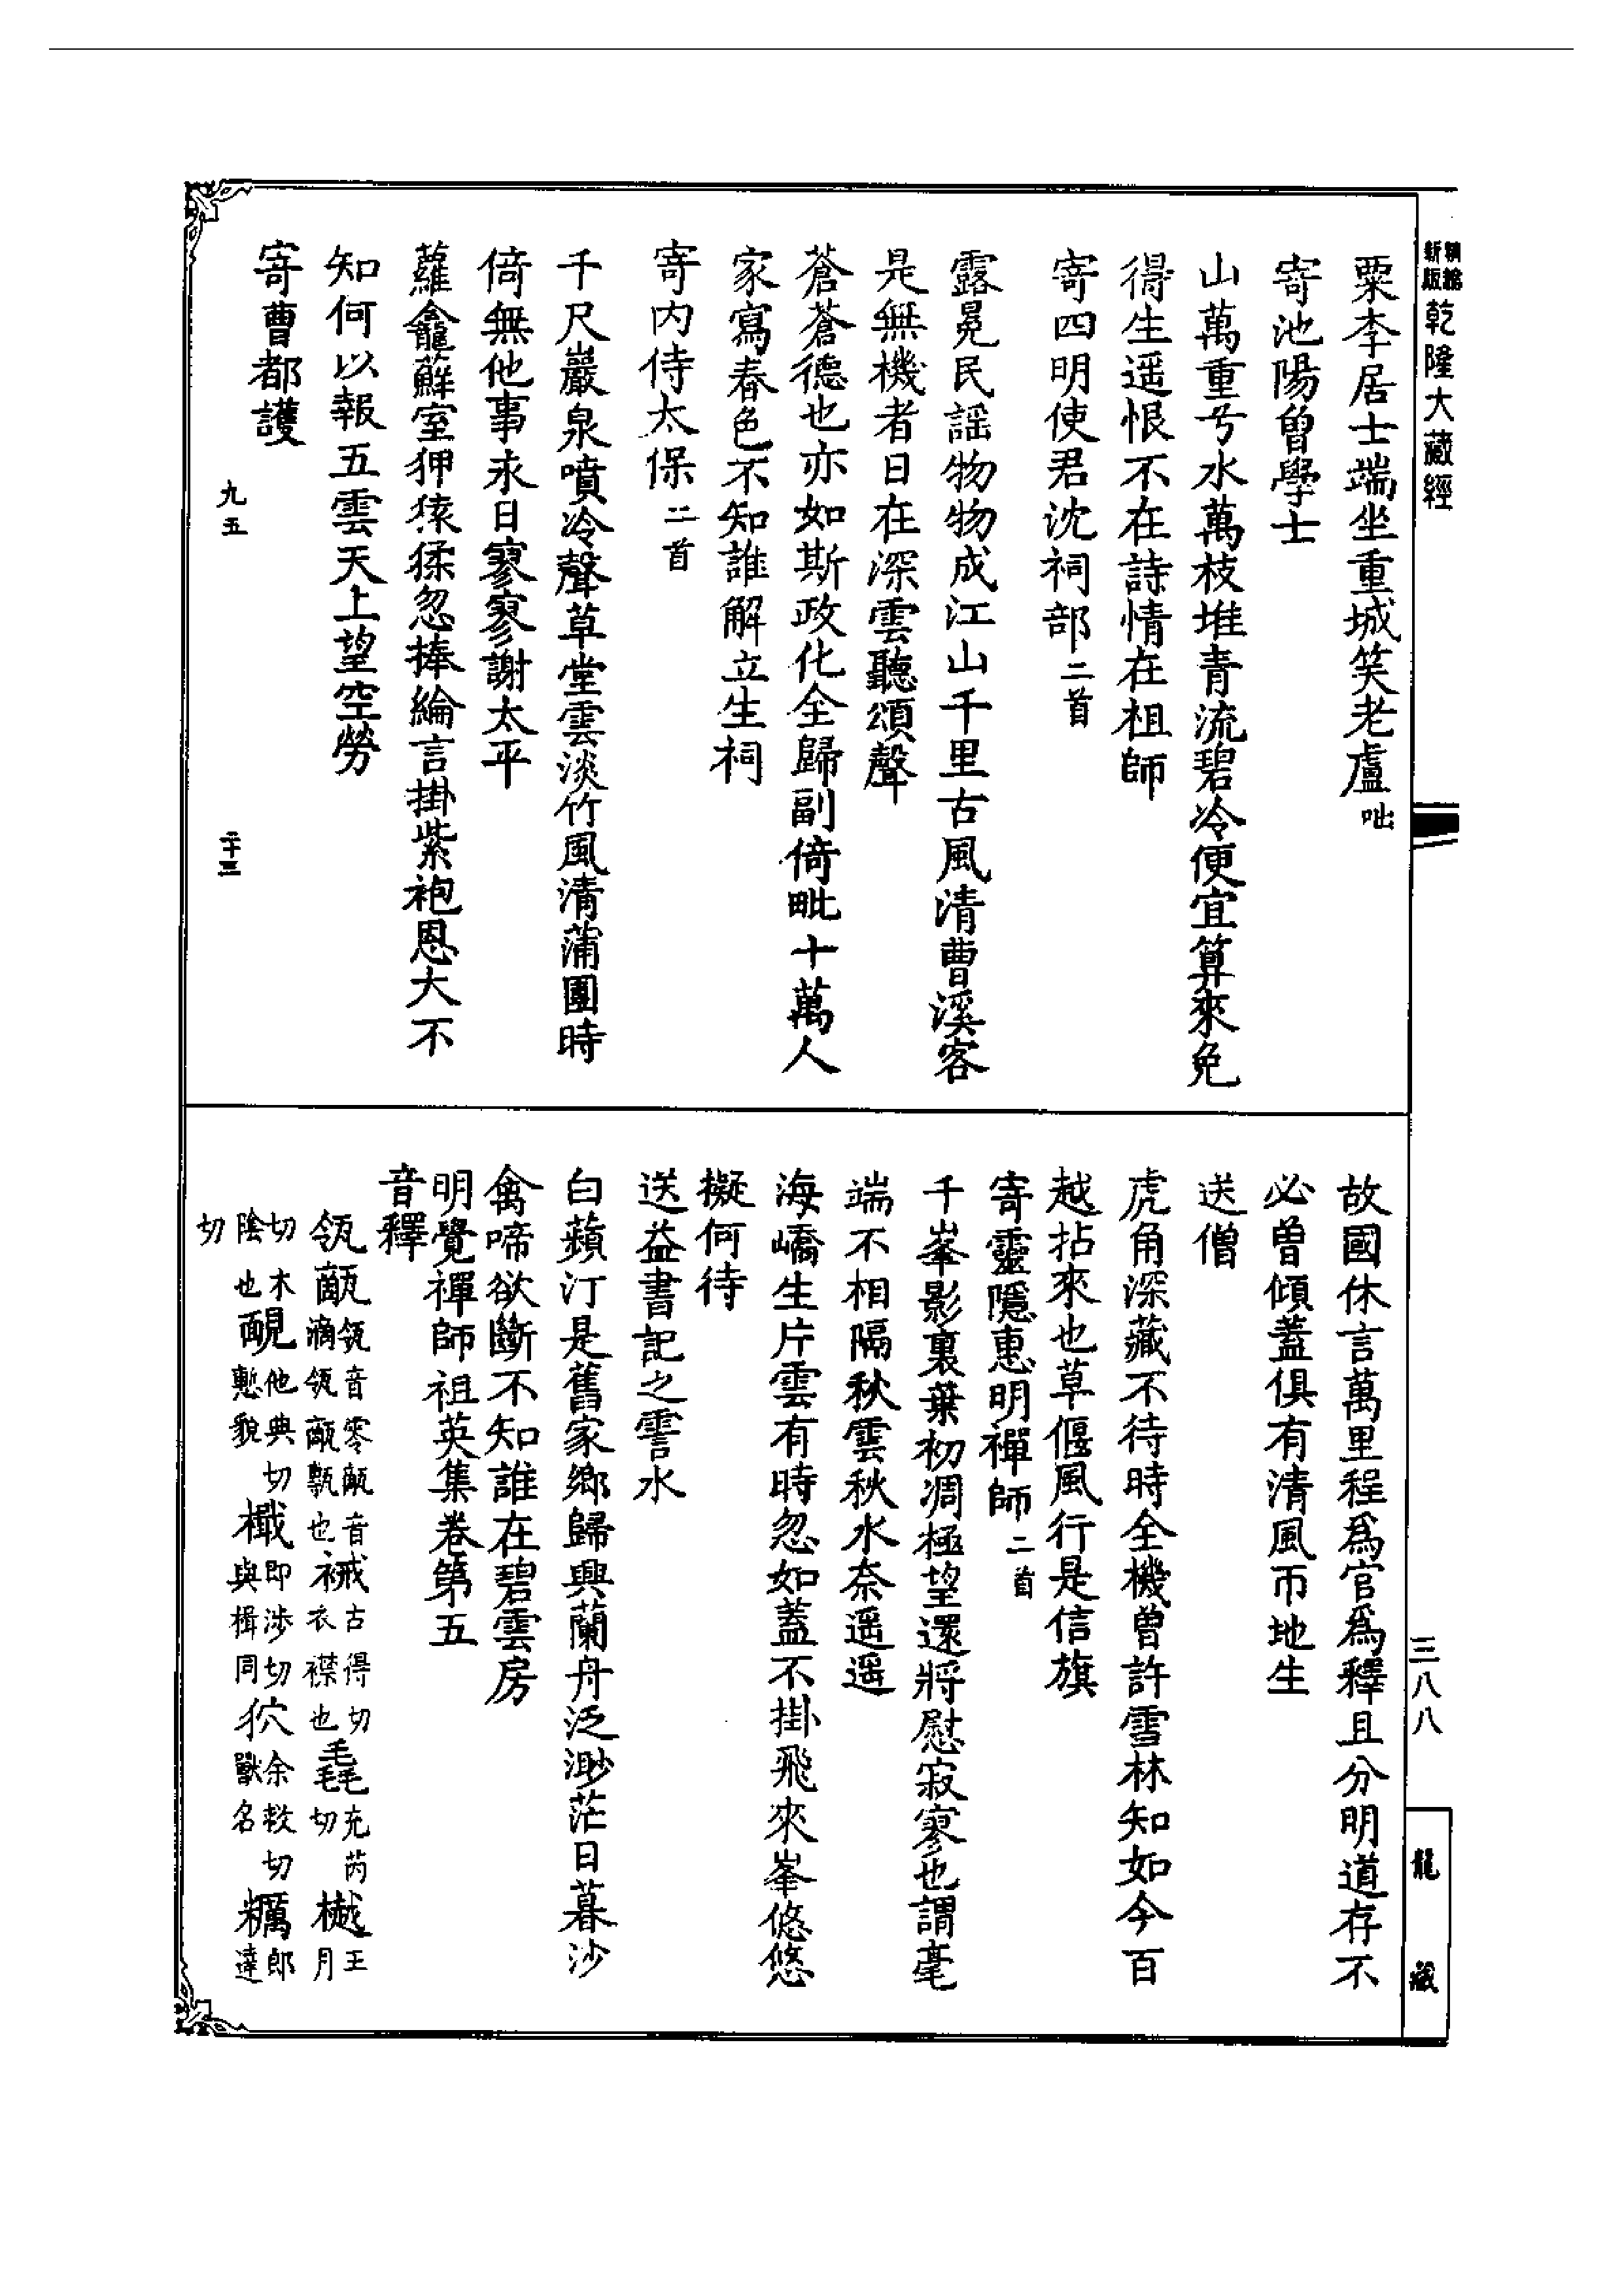 精縮新版乾隆大藏經
粟李居士端坐重城笑老盧咄
寄池陽曾學士
山萬重兮水萬枝堆青流碧冷便宜算來免
得生遥恨不在詩情在祖師
寄四明使君沈祠部二首
露冕民謡物物成江山千里古風清曹溪客
是無機者日在深雲聽頌聲
蒼蒼德也亦如斯政化全歸副倚毗十萬人
家寫春色不知誰解立生祠
寄内侍太保二首
千尺巖泉噴冷聲草堂雲淡竹風清蒲團時
倚無他事永日寥寥謝太平
蘿龕蘚室狎猿猱忽捧綸言掛紫袍恩大不
知何以報五雲天上望空勞
寄曹都護
九五
二十三
故國休言萬里程爲官爲釋且分明道存不
必曾傾蓋俱有清風帀地生
送僧
虎角深藏不待時全機曾許雪林知如今百
越拈來也草偃風行是信旗
寄靈隱惠明禪師二首
千峯影裏葉初凋極望還將慰寂寥也謂毫
端不相隔秋雲秋水奈遥遥
海嶠生片雲有時忽如蓋不掛飛來峯悠悠
擬何待
送益書記之霅水
白蘋汀是舊家鄉歸興蘭舟泛渺茫日暮沙
禽啼欲斷不知誰在碧雲房
明覺禪師祖英集卷第五
音釋
瓴甋瓴音零甋音滴瓴甋甎也裓古得切衣襟也毳充芮切樾王月
切木陰也靦他典切慙貌檝即涉切與楫同狖余救切獸名糲郎達
切
三八八
龍藏